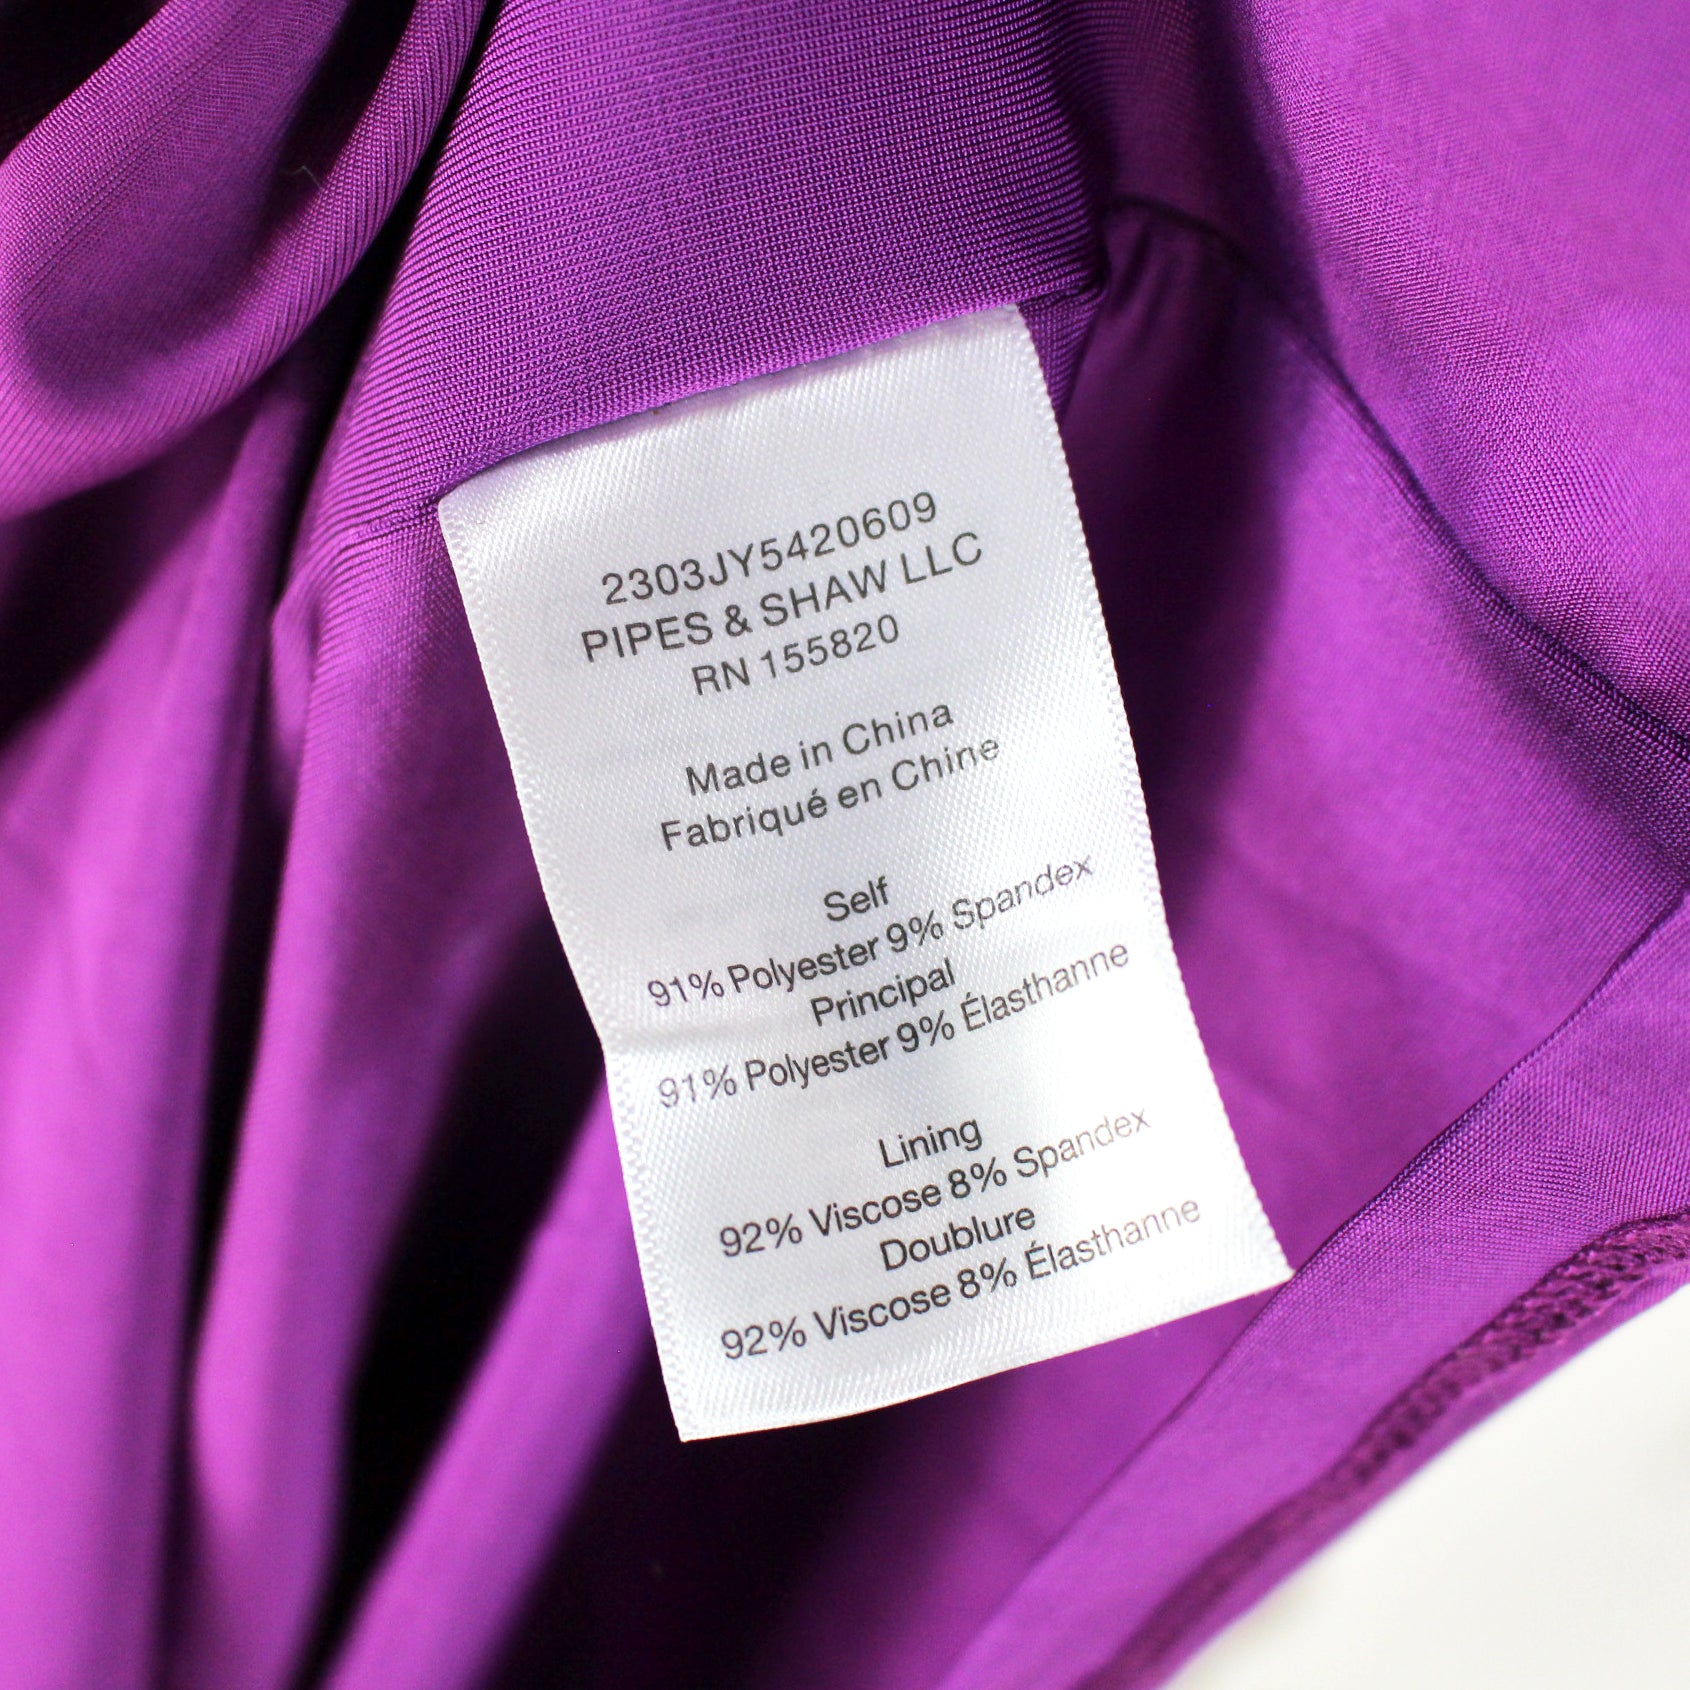 2303JY5420609
PIPES & SHAW LLC
RN 155820
Made in China
Fabriqué en Chine
Self
91% Polyester 9% Spandex
Principal
91% Polyester 9% Élasthanne
Lining
92% Viscose 8% Spandex
Doublure
92% Viscose 8% Élasthanne